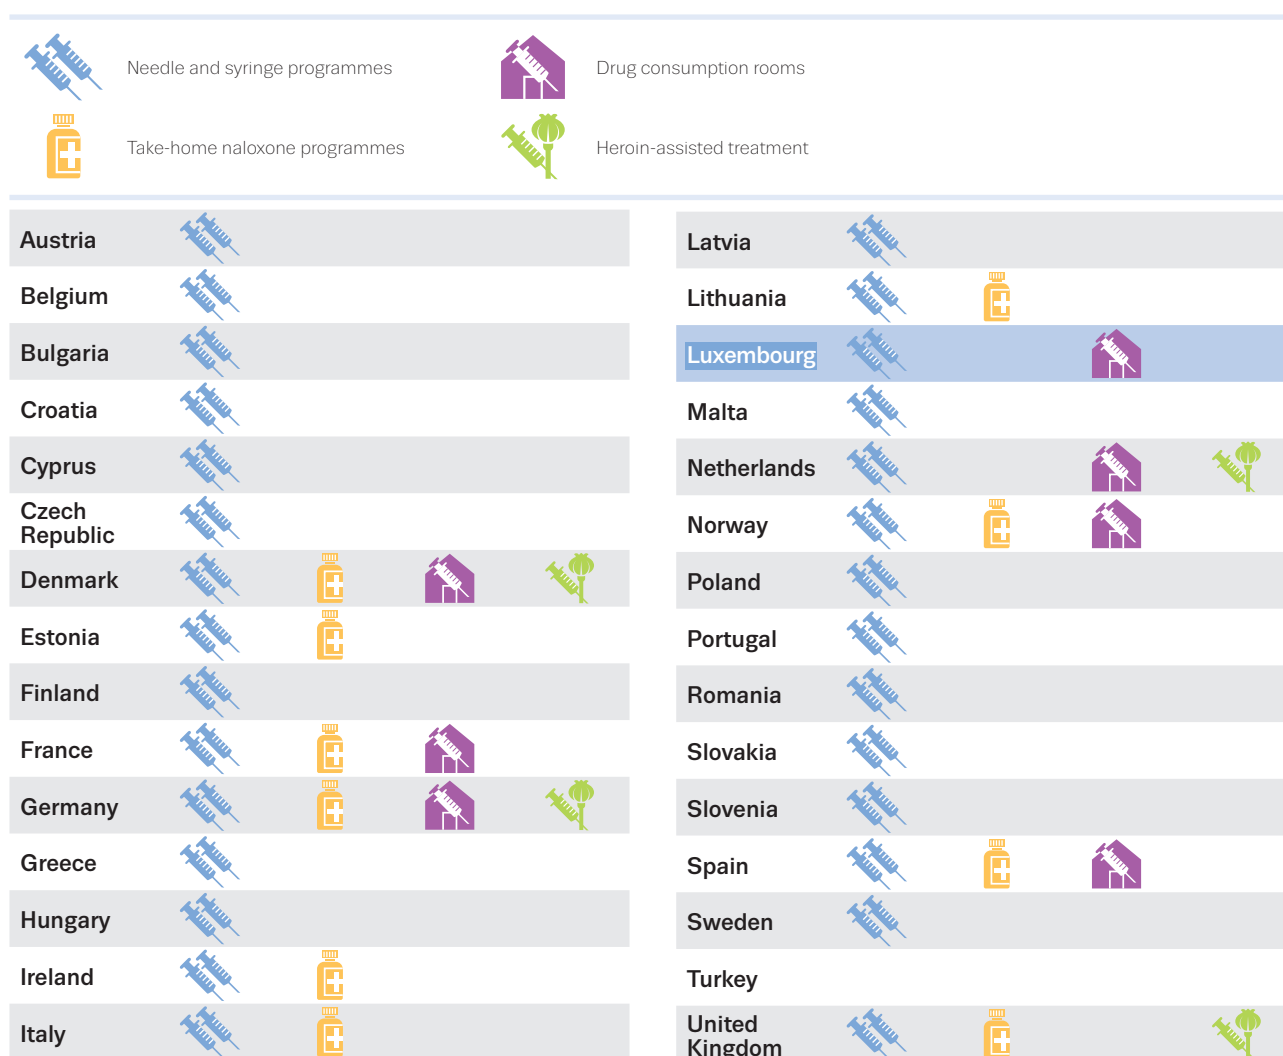 Needle and syringe programmes
Drug consumption rooms
Take-home naloxone programmes
Heroin-assisted treatment
Austria
Belgium
Bulgaria
Croatia
Cyprus
Czech
Republic
Denmark
Estonia
Finland
France
Germany
Greece
Hungary
Ireland
Italy
Latvia
Lithuania
Luxembourg
Malta
Netherlands
Norway
Poland
Portugal
Romania
Slovakia
Slovenia
Spain
Sweden
Turkey
United
Kingdom